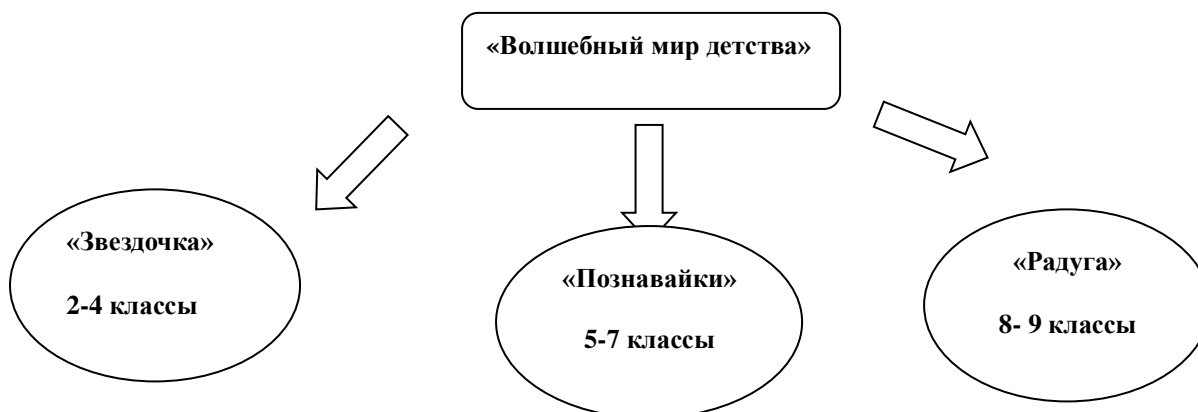 «Волшебный мир детства»
«Звездочка»
2-4 классы
«Познавайки»
5-7 классы
«Радуга»
8- 9 классы